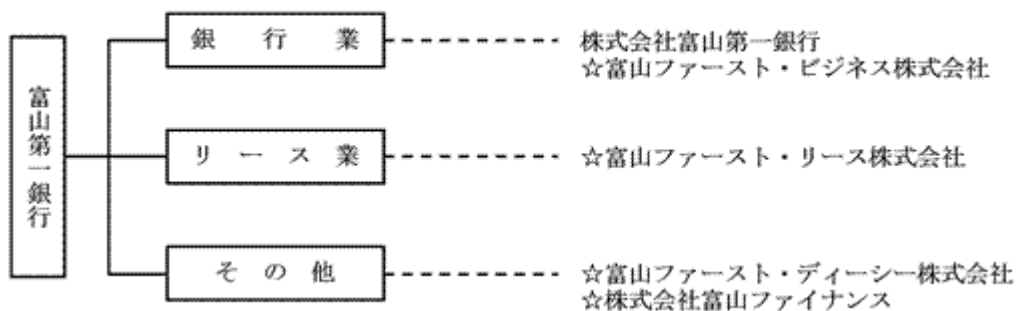 富山第一銀行
銀行業
株式会社富山第一銀行
☆富山ファースト・ビジネス株式会社
リース業
☆富山ファースト・リース株式会社
その他
☆富山ファースト・ディーシー株式会社
☆株式会社富山ファイナンス